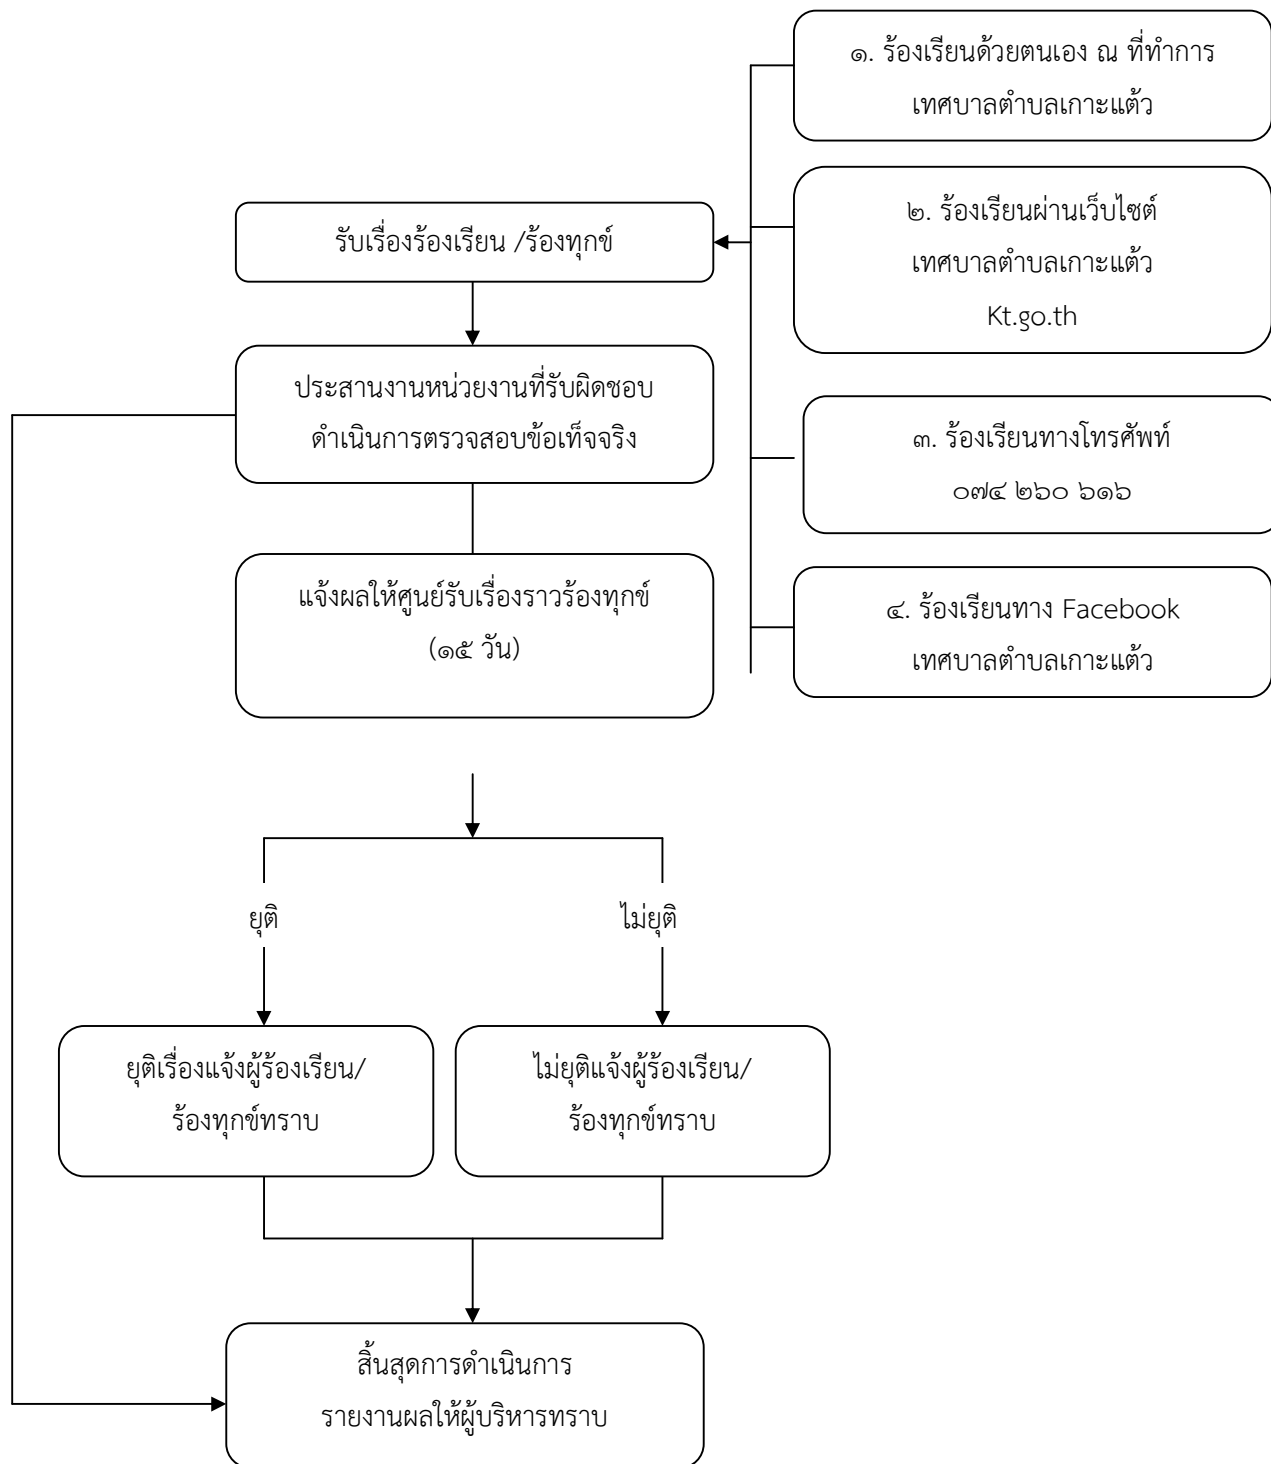 ๑. ร้องเรียนด้วยตนเอง ณ ที่ทำการ
เทศบาลตำบลเกาะแต้ว
๒. ร้องเรียนผ่านเว็บไซต์
เทศบาลตำบลเกาะแต้ว
Kt.go.th
๓. ร้องเรียนทางโทรศัพท์
๐๗๔ ๒๖๐ ๖๑๖
๔. ร้องเรียนทาง Facebook
เทศบาลตำบลเกาะแต้ว
รับเรื่องร้องเรียน /ร้องทุกข์
ประสานงานหน่วยงานที่รับผิดชอบ
ดำเนินการตรวจสอบข้อเท็จจริง
แจ้งผลให้ศูนย์รับเรื่องราวร้องทุกข์
(๑๕ วัน)
ยุติ
ไม่ยุติ
ยุติเรื่องแจ้งผู้ร้องเรียน/
ร้องทุกข์ทราบ
ไม่ยุติแจ้งผู้ร้องเรียน/
ร้องทุกข์ทราบ
สิ้นสุดการดำเนินการ
รายงานผลให้ผู้บริหารทราบ